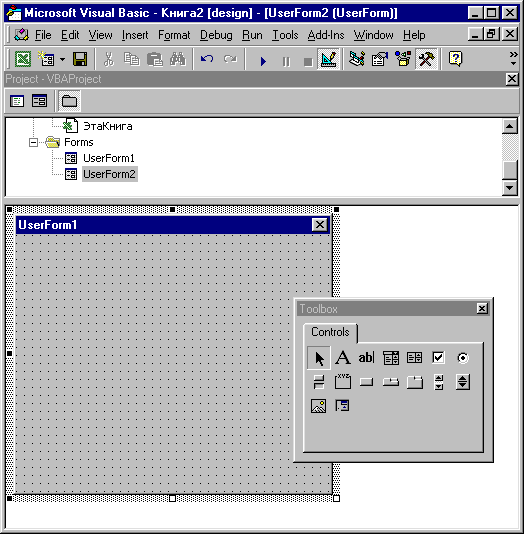 Microsoft Visual Basic - Книга2 [design] - [UserForm2 (UserForm)]
File Edit View Insert Format Debug Run Tools Add-Ins Window Help
Project - VBAProject
ЭтаКнига
Forms
UserForm1
UserForm2
UserForm1
Toolbox
Controls
A ab| xyz